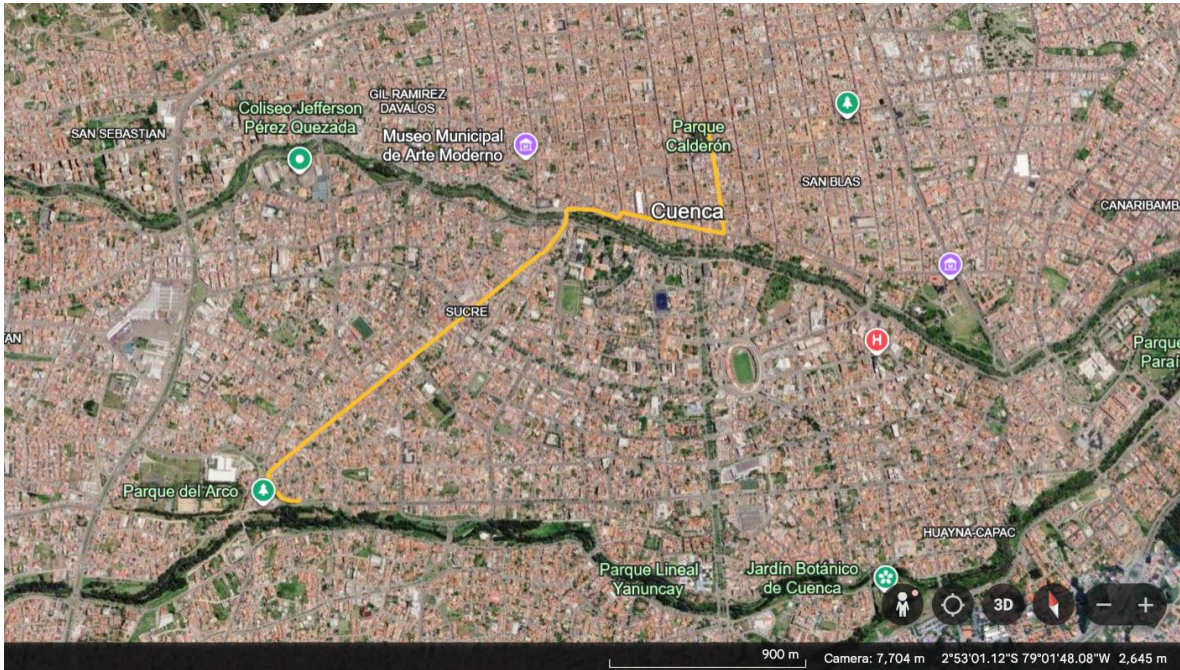 GIL RAMIREZ
DAVALOS
Coliseo Jefferson
Pérez Quezada
SAN SEBASTIAN
Museo Municipal
de Arte Moderno
Parque
Calderón
SAN BLAS
CANARIBAMB
Cuenca
SUCRE
AN
Parque
Paraí
Parque del Arco
HUAYNA-CAPAC
Parque Lineal
Yanuncay
Jardín Botánico
de Cuenca
H
3D
900 m
Camera: 7,704 m 2°53'01.12"S 79°01'48.08"W 2,645 m